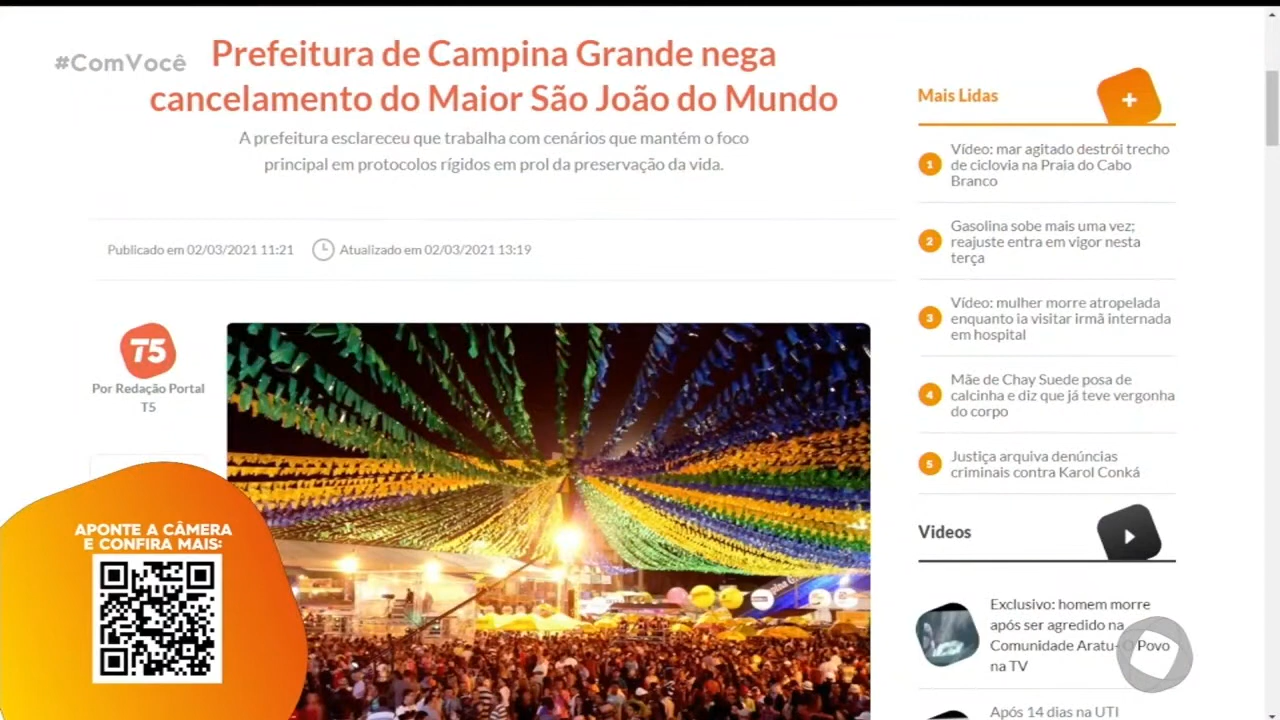 #ComVocê
Prefeitura de Campina Grande nega
cancelamento do Maior São João do Mundo
A prefeitura esclareceu que trabalha com cenários que mantém o foco
principal em protocolos rígidos em prol da preservação da vida.
Publicado em 02/03/2021 11:21
Atualizado em 02/03/2021 13:19
T5
Por Redação Portal
T5
APONTE A CÂMERA
E CONFIRA MAIS:
Mais Lidas
+
1
Vídeo: mar agitado destrói trecho
de ciclovia na Praia do Cabo
Branco
2
Gasolina sobe mais uma vez;
reajuste entra em vigor nesta
terça
3
Vídeo: mulher morre atropelada
enquanto ia visitar irmã internada
em hospital
4
Mãe de Chay Suede posa de
calcinha e diz que já teve vergonha
do corpo
5
Justiça arquiva denúncias
criminais contra Karol Conká
Videos
Exclusivo: homem morre
após ser agredido na
Comunidade Aratu- O Povo
na TV
Após 14 dias na UTI